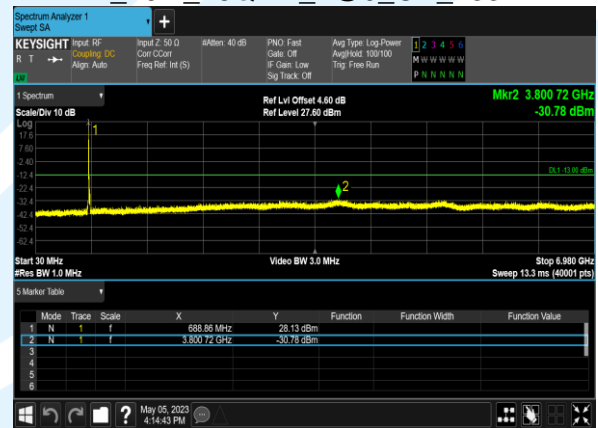 Spectrum Analyzer 1
Swept SA
KEYSIGHT Input: RF
R T Coupling: DC
Align: Auto
LXI
Input Z: 50 Ω
Corr CCorr
Freq Ref: Int (S)
#Atten: 40 dB
PNO: Fast
Gate: Off
IF Gain: Low
Sig Track: Off
Avg Type: Log-Power
Avg|Hold: 100/100
Trig: Free Run
1 2 3 4 5 6
M W W W W W
P N N N N N
1 Spectrum
Scale/Div 10 dB
Ref Lvl Offset 4.60 dB
Ref Level 27.60 dBm
Mkr2 3.800 72 GHz
-30.78 dBm
Log
17.6
7.60
-2.40
-12.4
-22.4
-32.4
-42.4
-52.4
-62.4
1
2
DL1 -13.00 dBm
Start 30 MHz
#Res BW 1.0 MHz
Video BW 3.0 MHz
Stop 6.980 GHz
Sweep 13.3 ms (40001 pts)
5 Marker Table
Mode Trace Scale X Y Function Function Width Function Value
1 N 1 f 688.86 MHz 28.13 dBm
2 N 1 f 3.800 72 GHz -30.78 dBm
3
4
5
6
?
May 05, 2023
4:14:43 PM